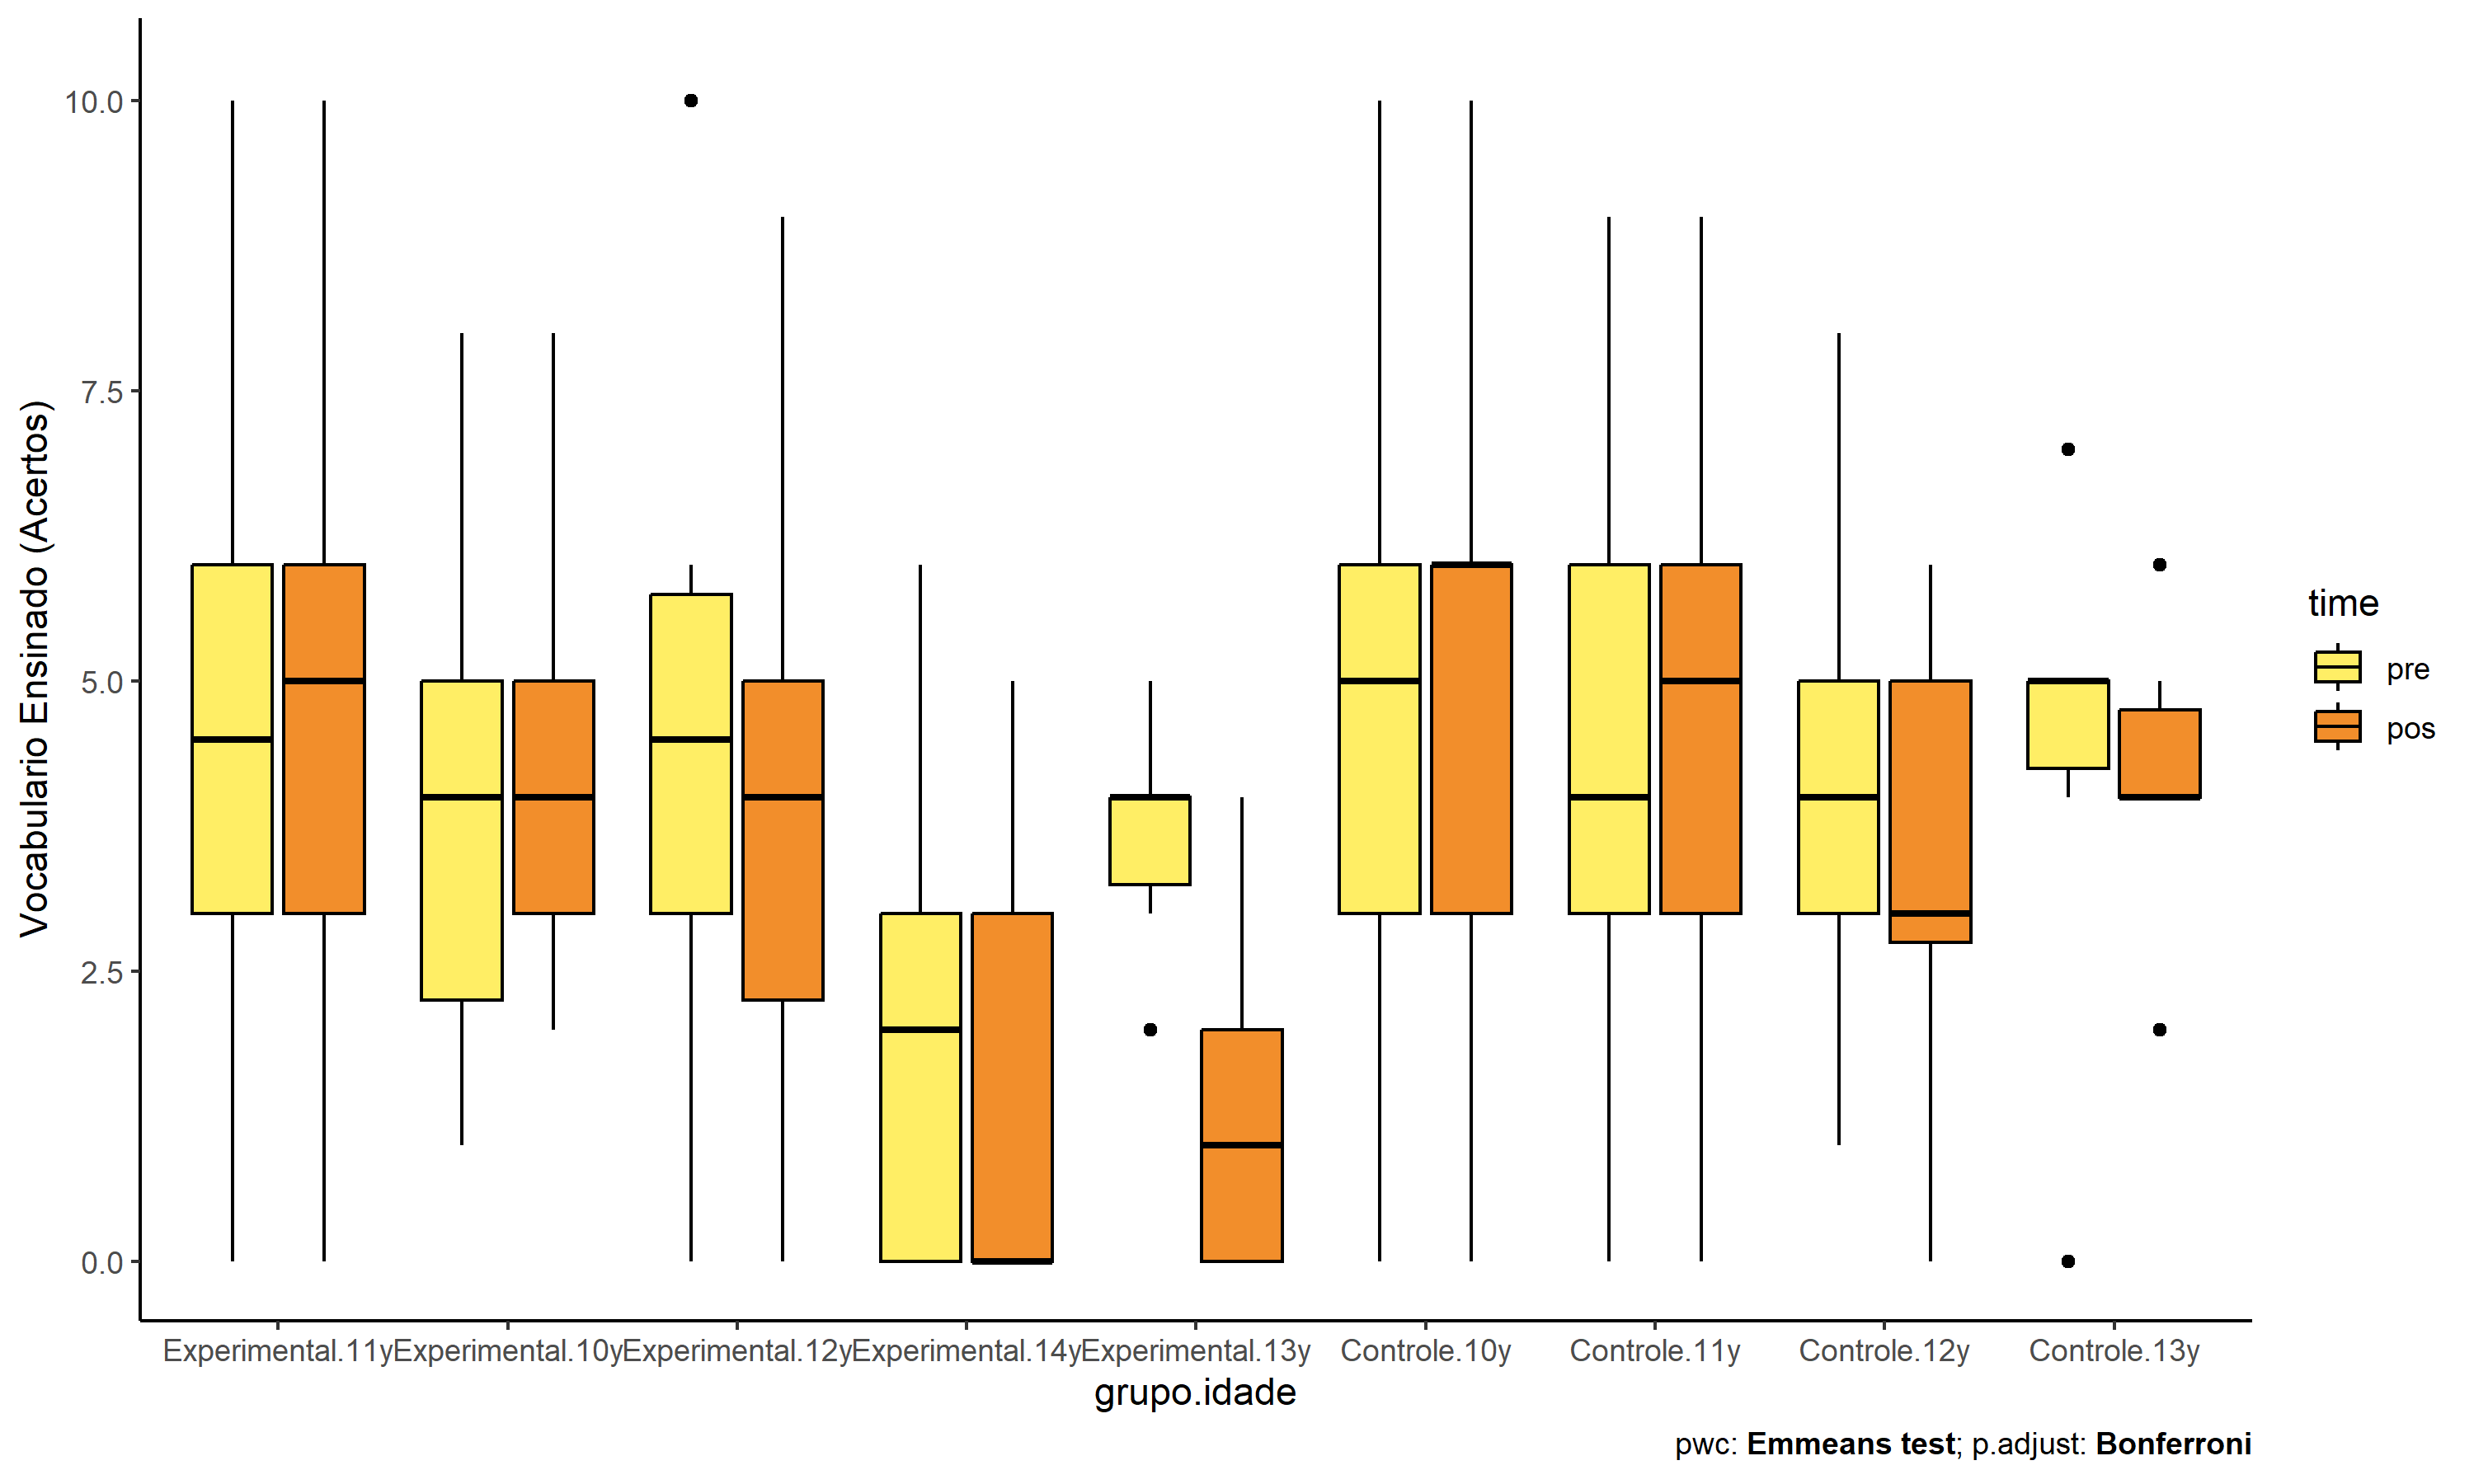 Vocabulario Ensinado (Acertos)
10.0
7.5
5.0
2.5
0.0
Experimental.11y Experimental.10y Experimental.12y Experimental.14y Experimental.13y Controle.10y Controle.11y Controle.12y Controle.13y
grupo.idade
time
pre
pos
pwc: Emmeans test; p.adjust: Bonferroni